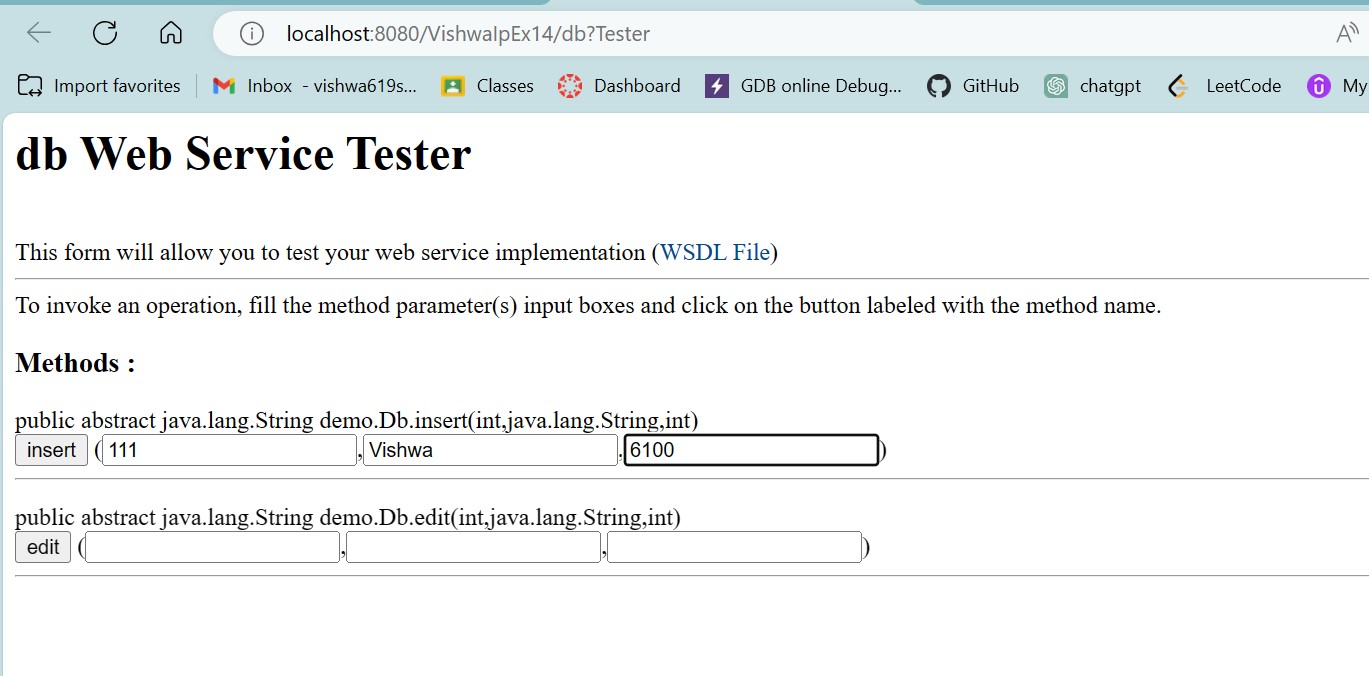 localhost:8080/VishwaIpEx14/db?Tester
Import favorites Inbox - vishwa619s... Classes Dashboard GDB online Debug... GitHub chatgpt LeetCode My
db Web Service Tester
This form will allow you to test your web service implementation (WSDL File)
To invoke an operation, fill the method parameter(s) input boxes and click on the button labeled with the method name.
Methods :
public abstract java.lang.String demo.Db.insert(int,java.lang.String,int)
insert (111 ,Vishwa ,6100 )
public abstract java.lang.String demo.Db.edit(int,java.lang.String,int)
edit ( , , )